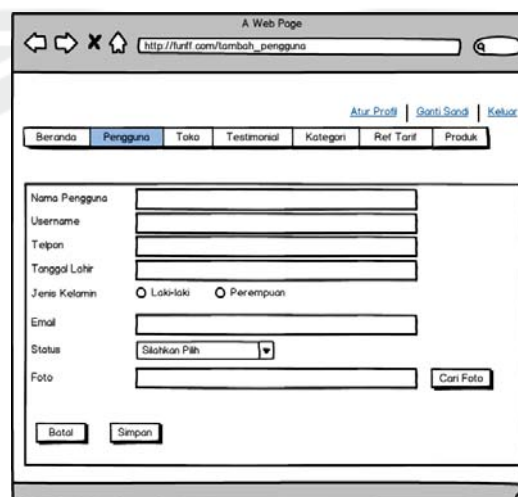 A Web Page
http://furff.com/tambah_pengguna
Atur Profil | Ganti Sandi | Keluar
Beranda Pengguna Toko Testimonial Kategori Ref Tarif Produk
Nama Pengguna
Username
Telpon
Tanggal Lahir
Jenis Kelamin Laki-laki Perempuan
Email
Status Silahkan Pilih
Foto Cari Foto
Batal Simpan